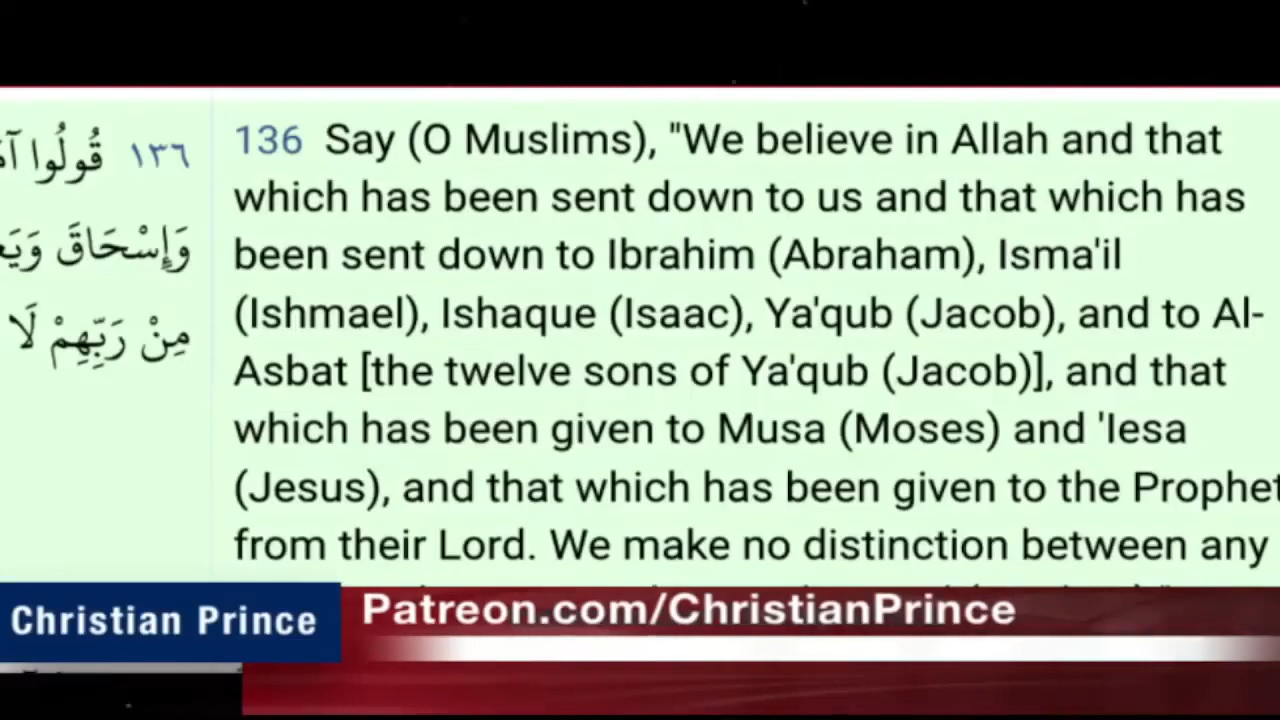 ١٣٦ قُولُوا
وَإِسْحَاقَ
مِنْ رَبِّهِمْ لَا
136 Say (O Muslims), "We believe in Allah and that
which has been sent down to us and that which has
been sent down to Ibrahim (Abraham), Isma'il
(Ishmael), Ishaque (Isaac), Ya'qub (Jacob), and to Al-
Asbat [the twelve sons of Ya'qub (Jacob)], and that
which has been given to Musa (Moses) and 'Iesa
(Jesus), and that which has been given to the Prophet
from their Lord. We make no distinction between any
Christian Prince
Patreon.com/ChristianPrince